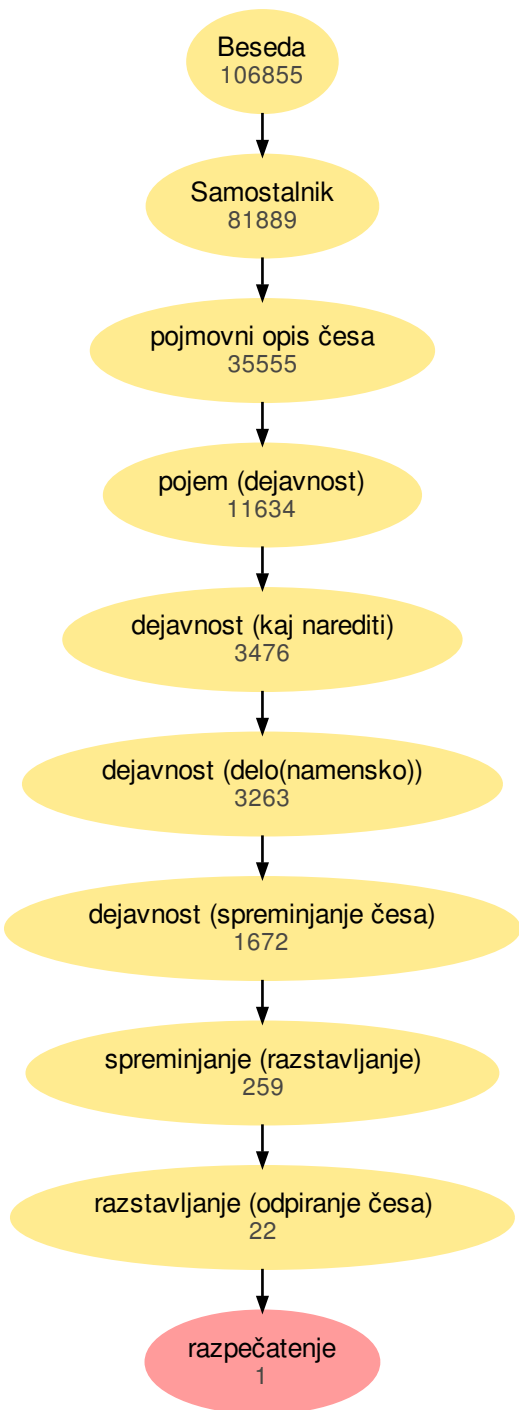 Beseda
106855
Samostalnik
81889
pojmovni opis česa
35555
pojem (dejavnost)
11634
dejavnost (kaj narediti)
3476
dejavnost (delo(namensko))
3263
dejavnost (spreminjanje česa)
1672
spreminjanje (razstavljanje)
259
razstavljanje (odpiranje česa)
22
razpečatenje
1